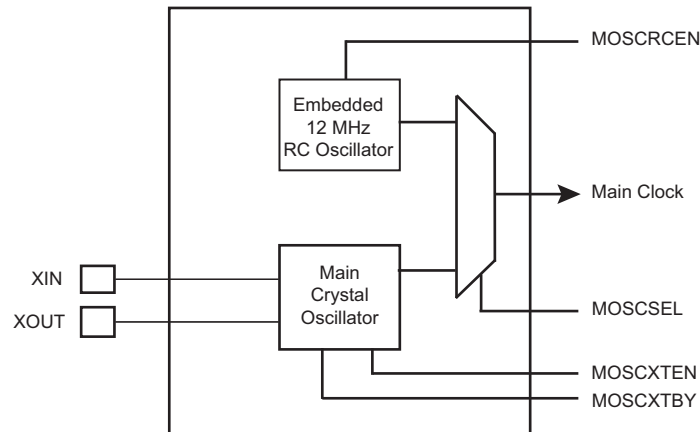 MOSCRCEN
Embedded
12 MHz
RC Oscillator
Main Clock
XIN
XOUT
Main
Crystal
Oscillator
MOSCSEL
MOSCXTEN
MOSCXTBY